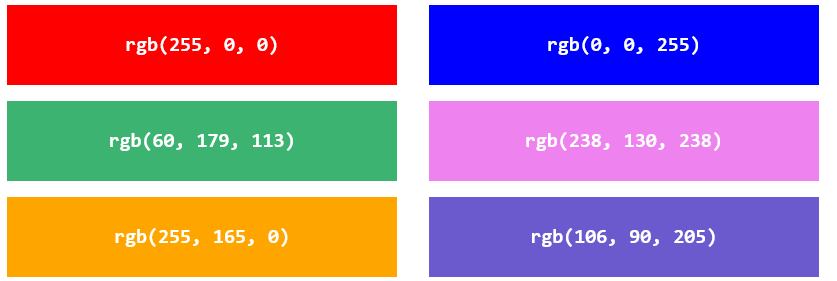 rgb(255, 0, 0)
rgb(0, 0, 255)
rgb(60, 179, 113)
rgb(238, 130, 238)
rgb(255, 165, 0)
rgb(106, 90, 205)